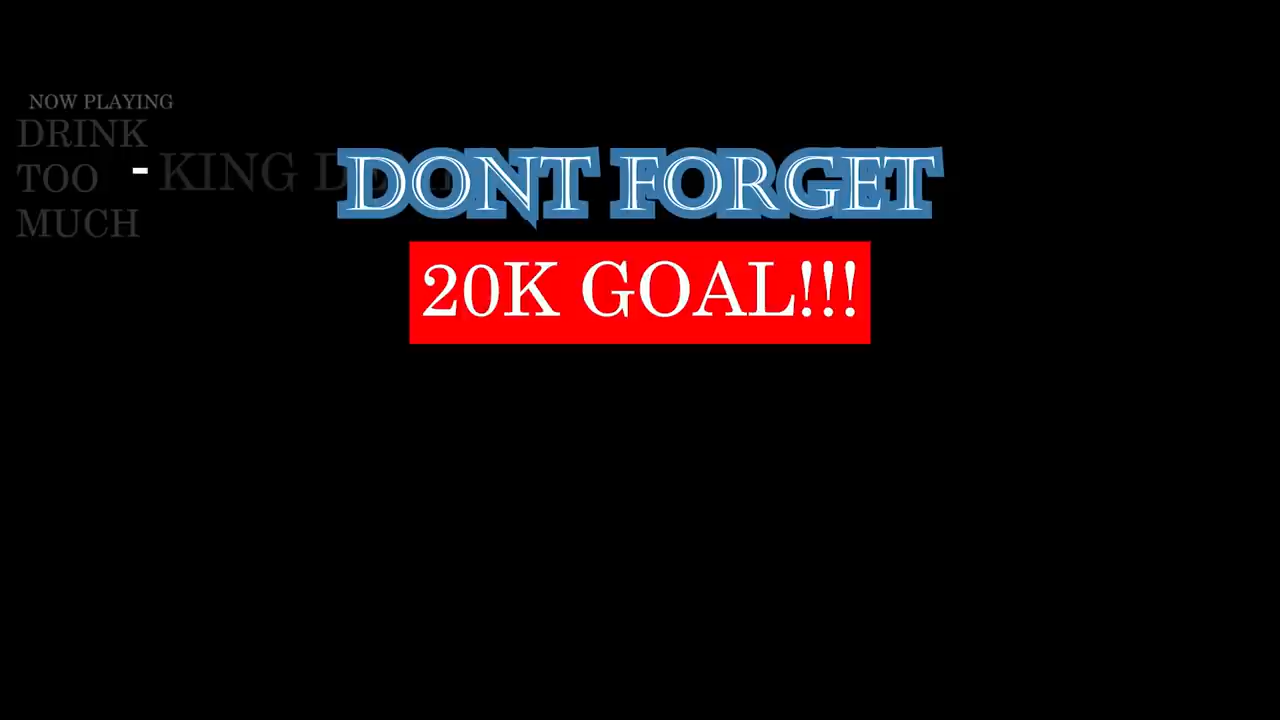 NOW PLAYING
DRINK
TOO
MUCH
- KING
DONT FORGET
20K GOAL!!!